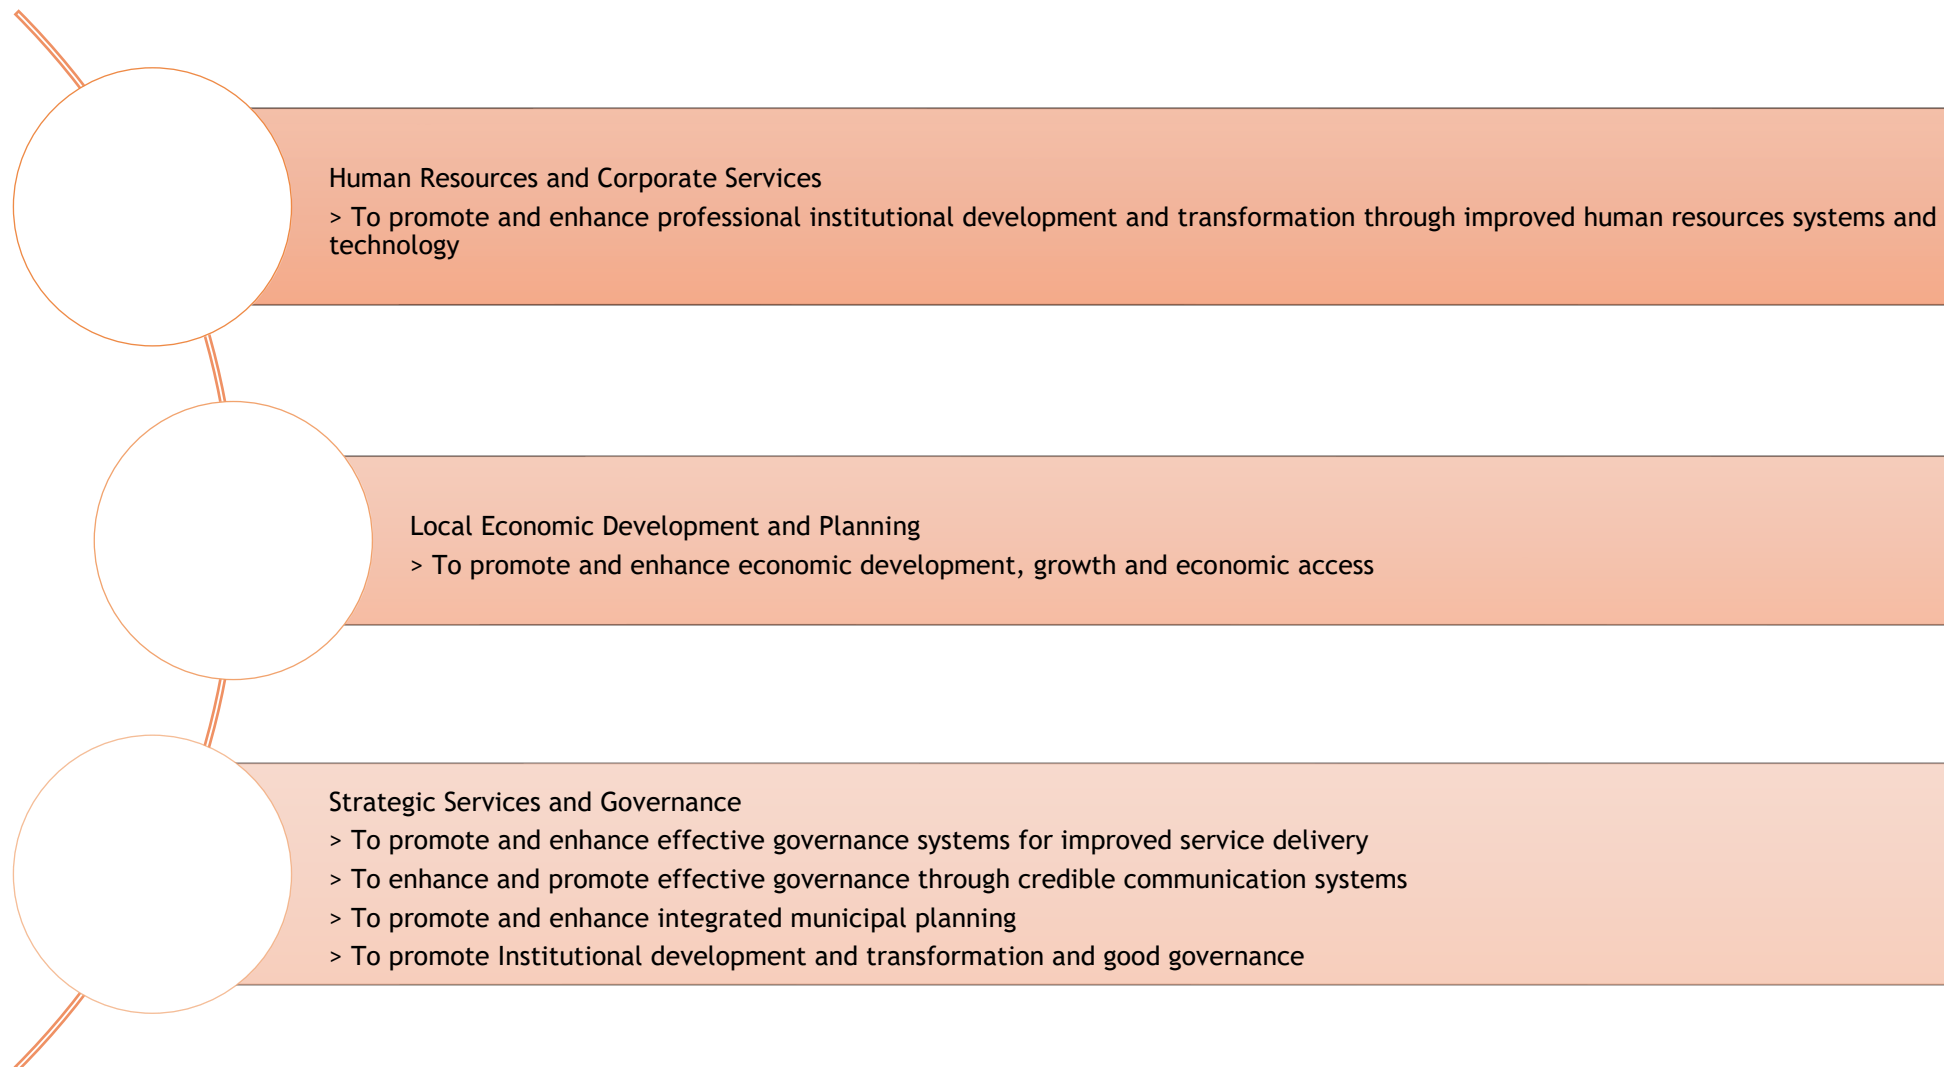 Human Resources and Corporate Services
> To promote and enhance professional institutional development and transformation through improved human resources systems and
technology
Local Economic Development and Planning
> To promote and enhance economic development, growth and economic access
Strategic Services and Governance
> To promote and enhance effective governance systems for improved service delivery
> To enhance and promote effective governance through credible communication systems
> To promote and enhance integrated municipal planning
> To promote Institutional development and transformation and good governance